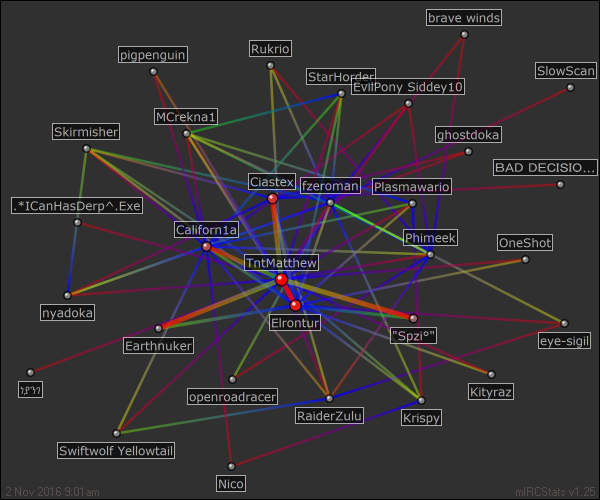 brave winds
Rukrio
pigpenguin
SlowScan
StarHorder
EvilPony Siddey10
MCrekna1
Skirmisher
ghostdoka
BAD DECISIO...
Ciastex
fzeroman
Plasmawario
.*ICanHasDerp^.Exe
Californ1a
Phimeek
OneShot
TntMatthew
nyadoka
Elrontur
"Spzi°"
Earthnuker
eye-sigil
openroadracer
Kityraz
RaiderZulu
Krispy
Swiftwolf Yellowtail
Nico
2 Nov 2016 9:01am
mIRCStats v1.25